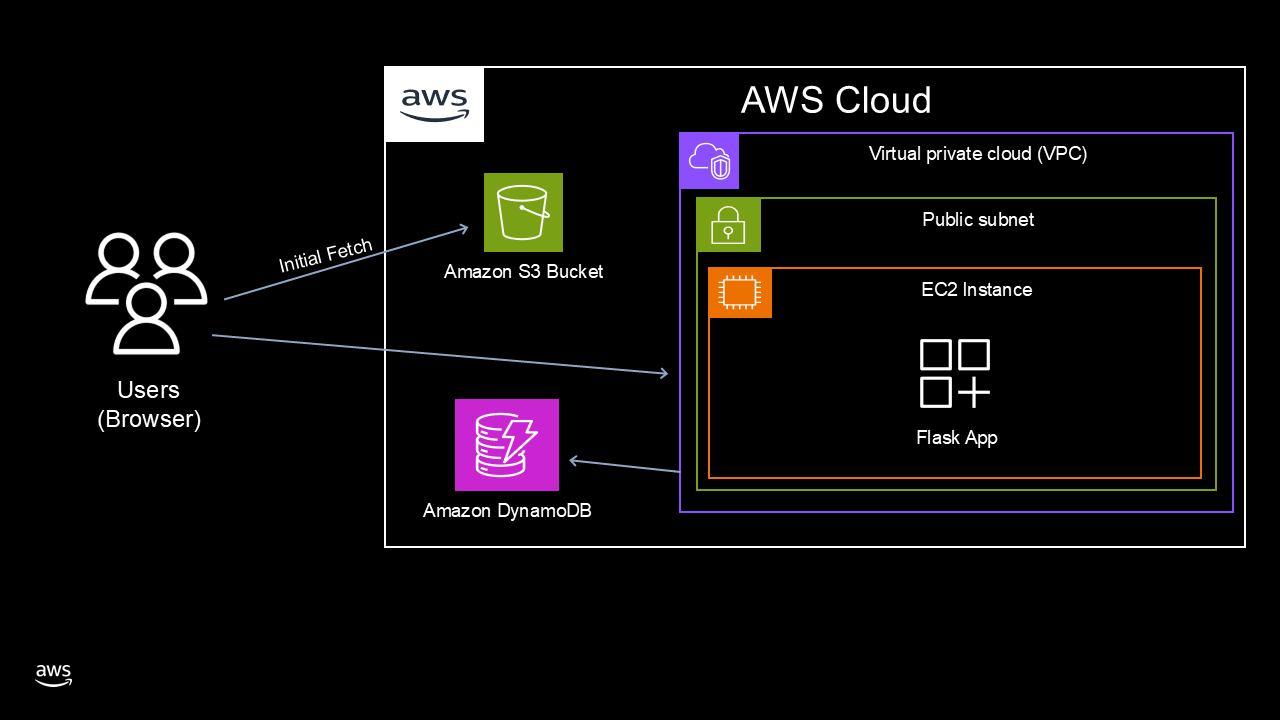 aws
AWS Cloud
Virtual private cloud (VPC)
Public subnet
Initial Fetch
Amazon S3 Bucket
EC2 Instance
Users
(Browser)
Flask App
Amazon DynamoDB
aws